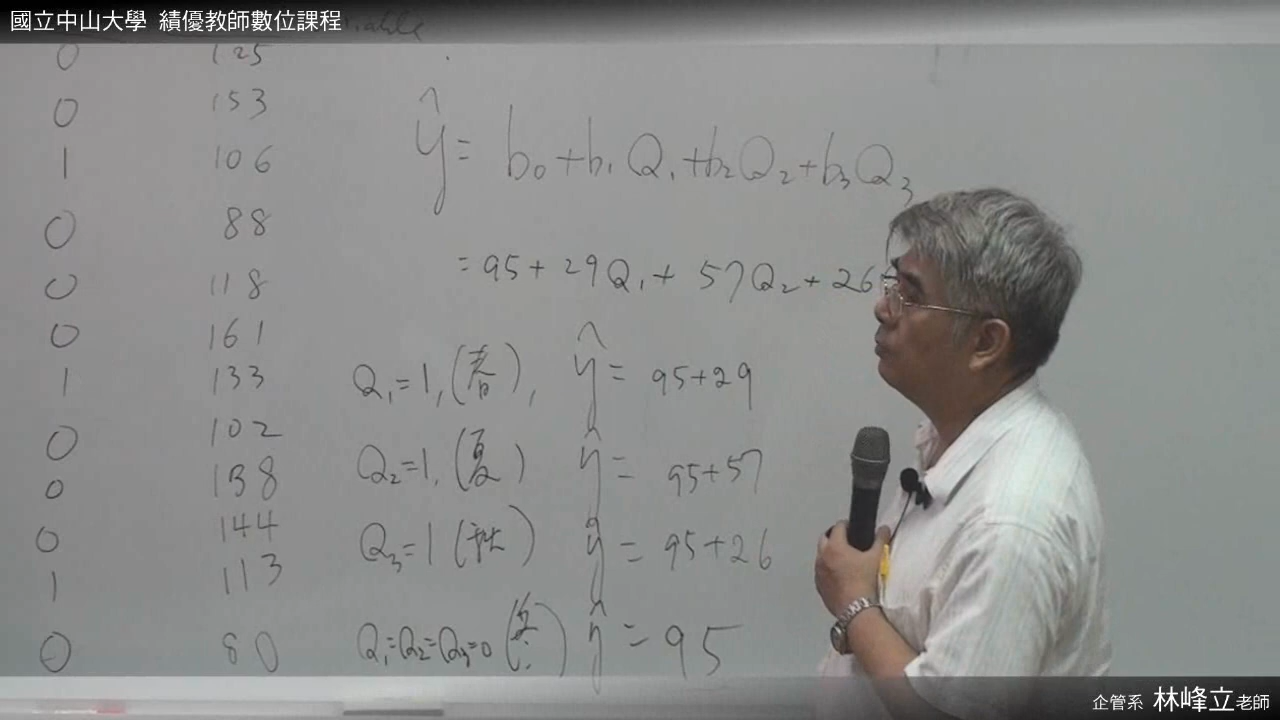 國立中山大學 績優教師數位課程
0 125
0 153
1 106
0 88
0 118
0 161
1 133
0 102
0 138
0 144
1 113
0 80
ŷ = b₀+b₁Q₁+b₂Q₂+b₃Q₃
=95+29Q₁+57Q₂+26
Q₁=1,(春), ŷ= 95+29
Q₂=1,(夏) ŷ= 95+57
Q₃=1(秋) ŷ= 95+26
Q₁=Q₂=Q₃=0(冬) ŷ=95
企管系 林峰立老師